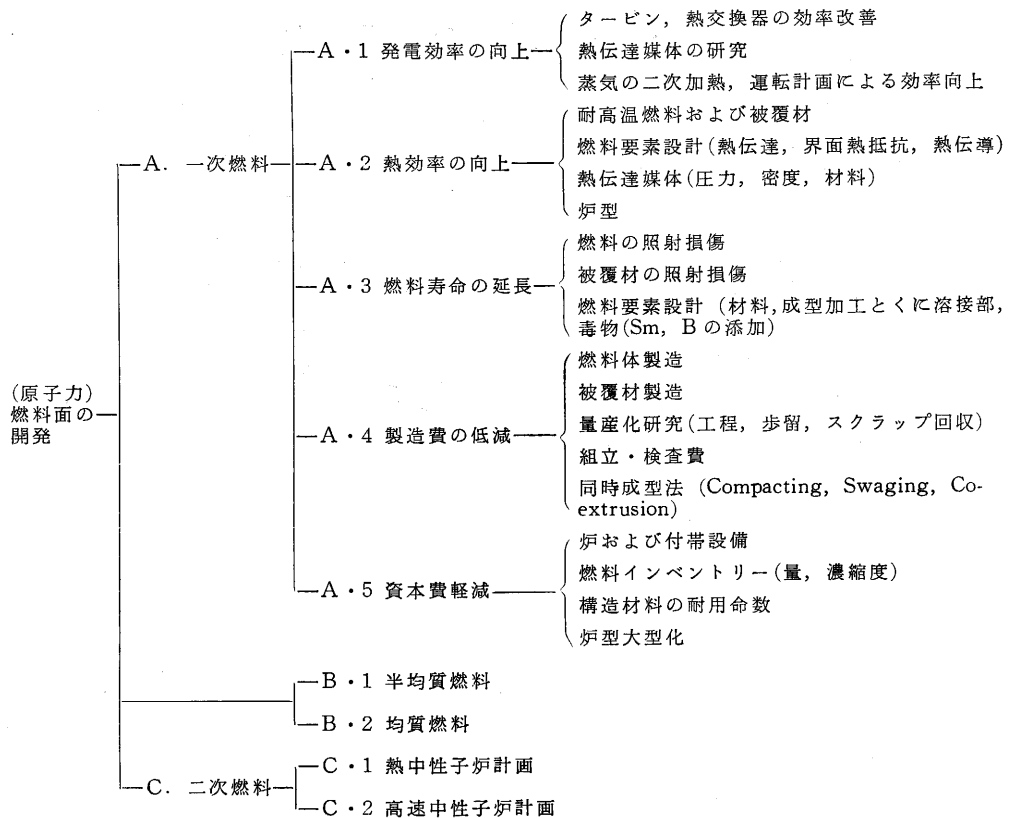 (原子力)
燃料面の
開発
A. 一次燃料
A・1 発電効率の向上
タービン, 熱交換器の効率改善
熱伝達媒体の研究
蒸気の二次加熱, 運転計画による効率向上
A・2 熱効率の向上
耐高温燃料および被覆材
燃料要素設計(熱伝達, 界面熱抵抗, 熱伝導)
熱伝達媒体(圧力, 密度, 材料)
炉型
A・3 燃料寿命の延長
燃料の照射損傷
被覆材の照射損傷
燃料要素設計 (材料, 成型加工とくに溶接部,
毒物(Sm, Bの添加)
A・4 製造費の低減
燃料体製造
被覆材製造
量産化研究(工程, 歩留, スクラップ回収)
組立・検査費
同時成型法 (Compacting, Swaging, Co-
extrusion)
A・5 資本費軽減
炉および付帯設備
燃料インベントリー(量, 濃縮度)
構造材料の耐用命数
炉型大型化
B・1 半均質燃料
B・2 均質燃料
C. 二次燃料
C・1 熱中性子炉計画
C・2 高速中性子炉計画